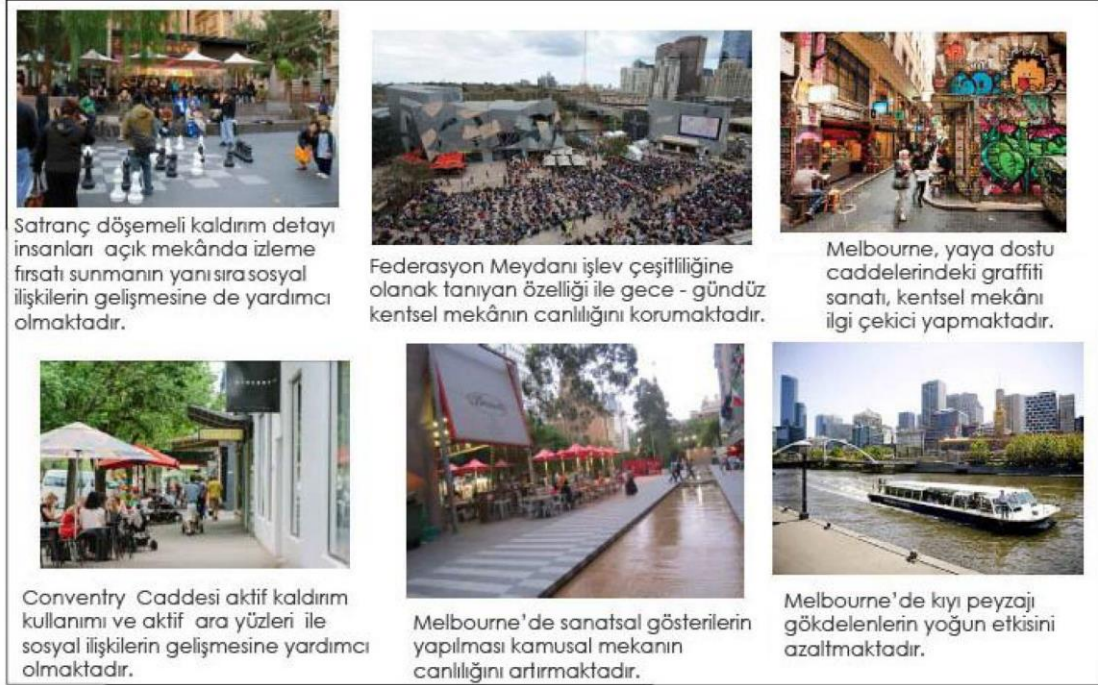 Satranç döşemeli kaldırım detayı
insanları açık mekânda izleme
fırsatı sunmanın yanısıra sosyal
ilişkilerin gelişmesine de yardımcı
olmaktadır.
Federasyon Meydanı işlev çeşitliliğine
olanak tanıyan özelliği ile gece - gündüz
kentsel mekânın canlılığını korumaktadır.
Melbourne, yaya dostu
caddelerindeki graffiti
sanatı, kentsel mekânı
ilgi çekici yapmaktadır.
Conventry Caddesi aktif kaldırım
kullanımı ve aktif ara yüzleri ile
sosyal ilişkilerin gelişmesine yardımcı
olmaktadır.
Melbourne'de sanatsal gösterilerin
yapılması kamusal mekanın
canlılığını artırmaktadır.
Melbourne'de kıyı peyzajı
gökdelenlerin yoğun etkisini
azaltmaktadır.